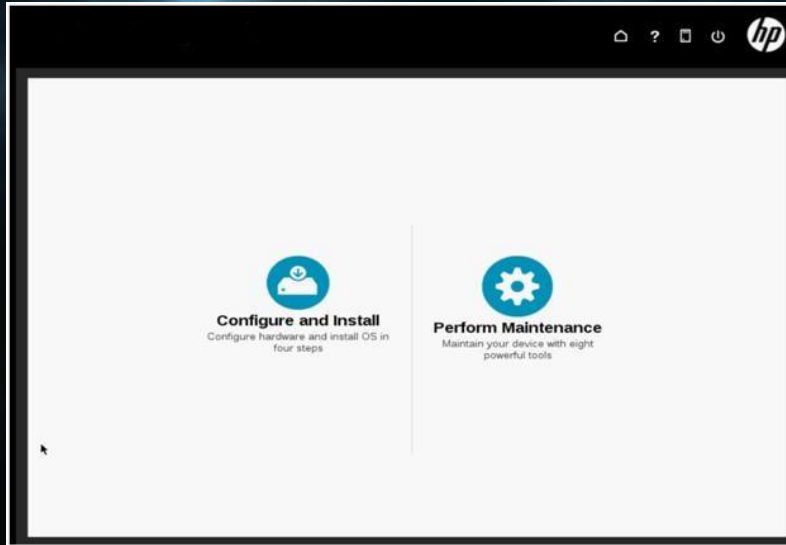 ?
hp
Configure and Install
Configure hardware and install OS in
four steps
Perform Maintenance
Maintain your device with eight
powerful tools